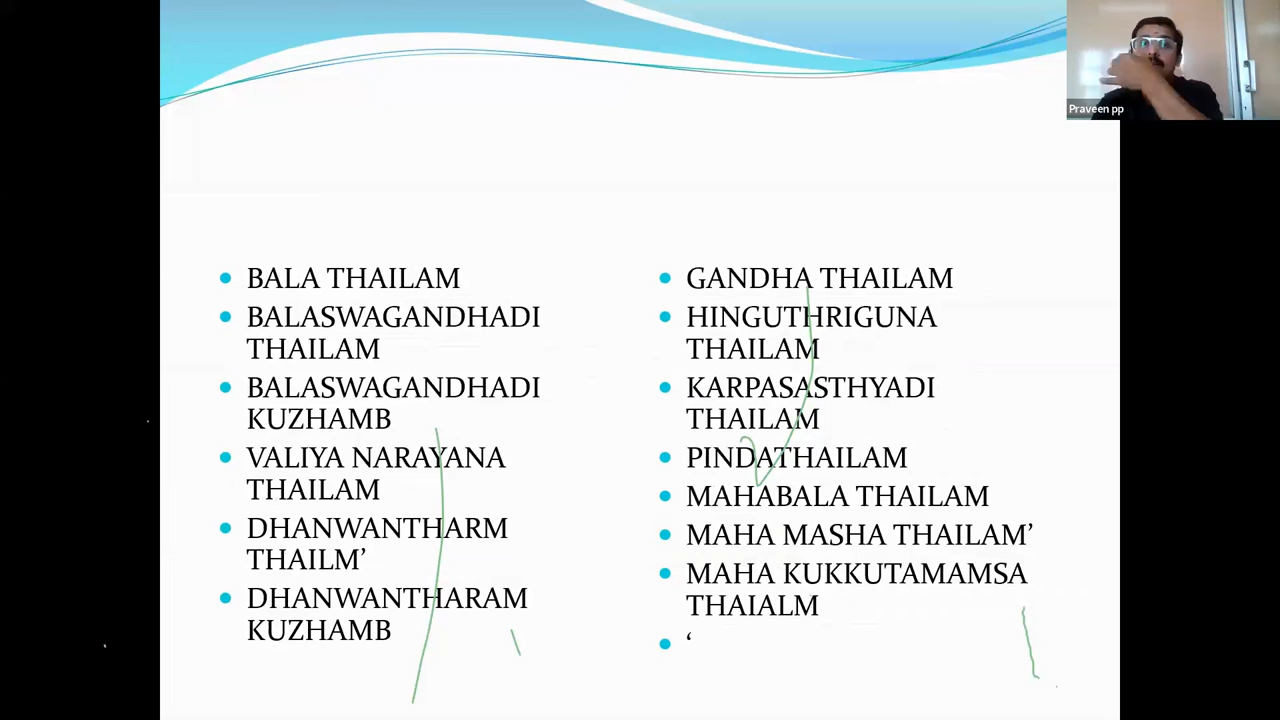 Praveen pp
BALA THAILAM
BALASWAGANDHADI
THAILAM
BALASWAGANDHADI
KUZHAMB
VALIYA NARAYANA
THAILAM
DHANWANTHARM
THAILM’
DHANWANTHARAM
KUZHAMB
GANDHA THAILAM
HINGUTHRIGUNA
THAILAM
KARPASASTHYADI
THAILAM
PINDATHAILAM
MAHABALA THAILAM
MAHA MASHA THAILAM’
MAHA KUKKUTAMAMSA
THAIALM
‘